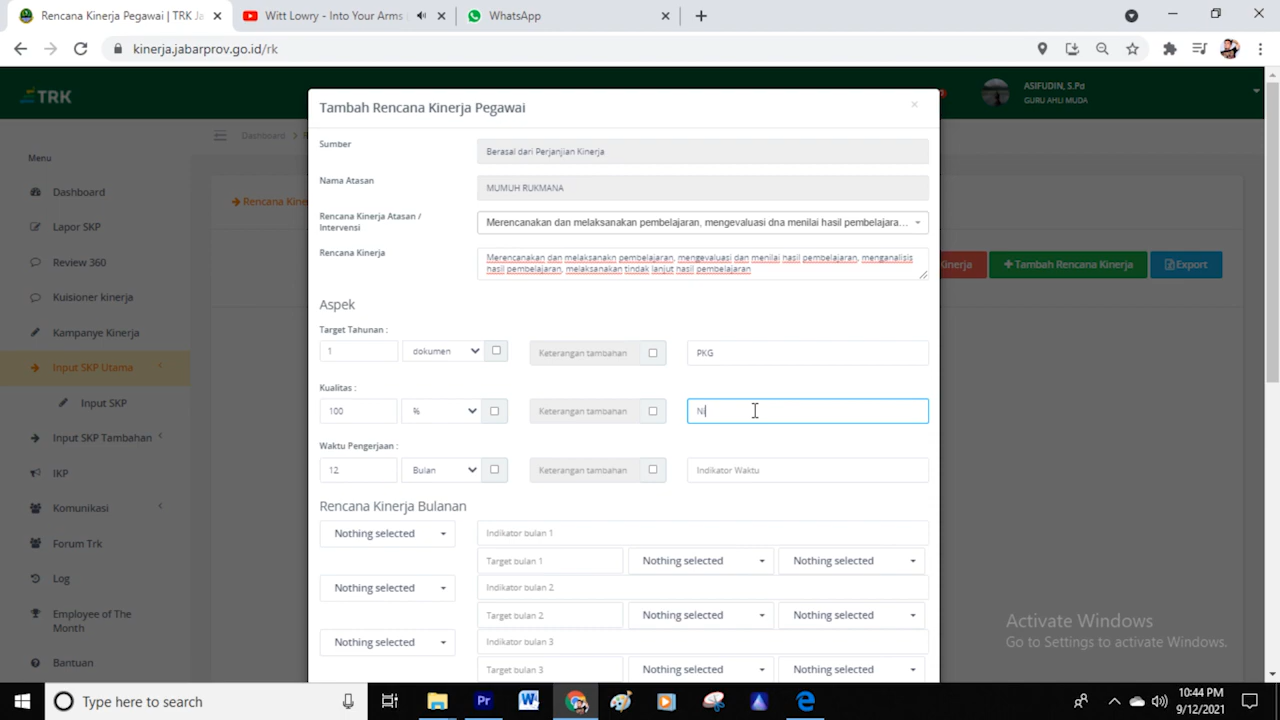 Rencana Kinerja Pegawai | TRK Ja
Witt Lowry - Into Your Arms
WhatsApp
kinerja.jabarprov.go.id/rk
TRK
ASIFUDIN, S.Pd
GURU AHLI MUDA
Menu
Dashboard
Lapor SKP
Review 360
Kuisioner kinerja
Kampanye Kinerja
Input SKP Utama
Input SKP
Input SKP Tambahan
IKP
Komunikasi
Forum Trk
Log
Employee of The
Month
Bantuan
Dashboard
Rencana Kine
Tambah Rencana Kinerja
Export
Tambah Rencana Kinerja Pegawai
Sumber
Berasal dari Perjanjian Kinerja
Nama Atasan
MUMUH RUKMANA
Rencana Kinerja Atasan /
Intervensi
Merencanakan dan melaksanakan pembelajaran, mengevaluasi dna menilai hasil pembelajara...
Rencana Kinerja
Merencanakan dan melaksanakn pembelajaran, mengevaluasi dan menilai hasil pembelajaran, menganalisis
hasil pembelajaran, melaksanakan tindak lanjut hasil pembelajaran
Aspek
Target Tahunan :
1 dokumen Keterangan tambahan PKG
Kualitas :
100 % Keterangan tambahan Ni
Waktu Pengerjaan :
12 Bulan Keterangan tambahan Indikator Waktu
Rencana Kinerja Bulanan
Nothing selected Indikator bulan 1
Target bulan 1 Nothing selected Nothing selected
Nothing selected Indikator bulan 2
Target bulan 2 Nothing selected Nothing selected
Nothing selected Indikator bulan 3
Target bulan 3 Nothing selected Nothing selected
Activate Windows
Go to Settings to activate Windows.
Type here to search
10:44 PM
9/12/2021